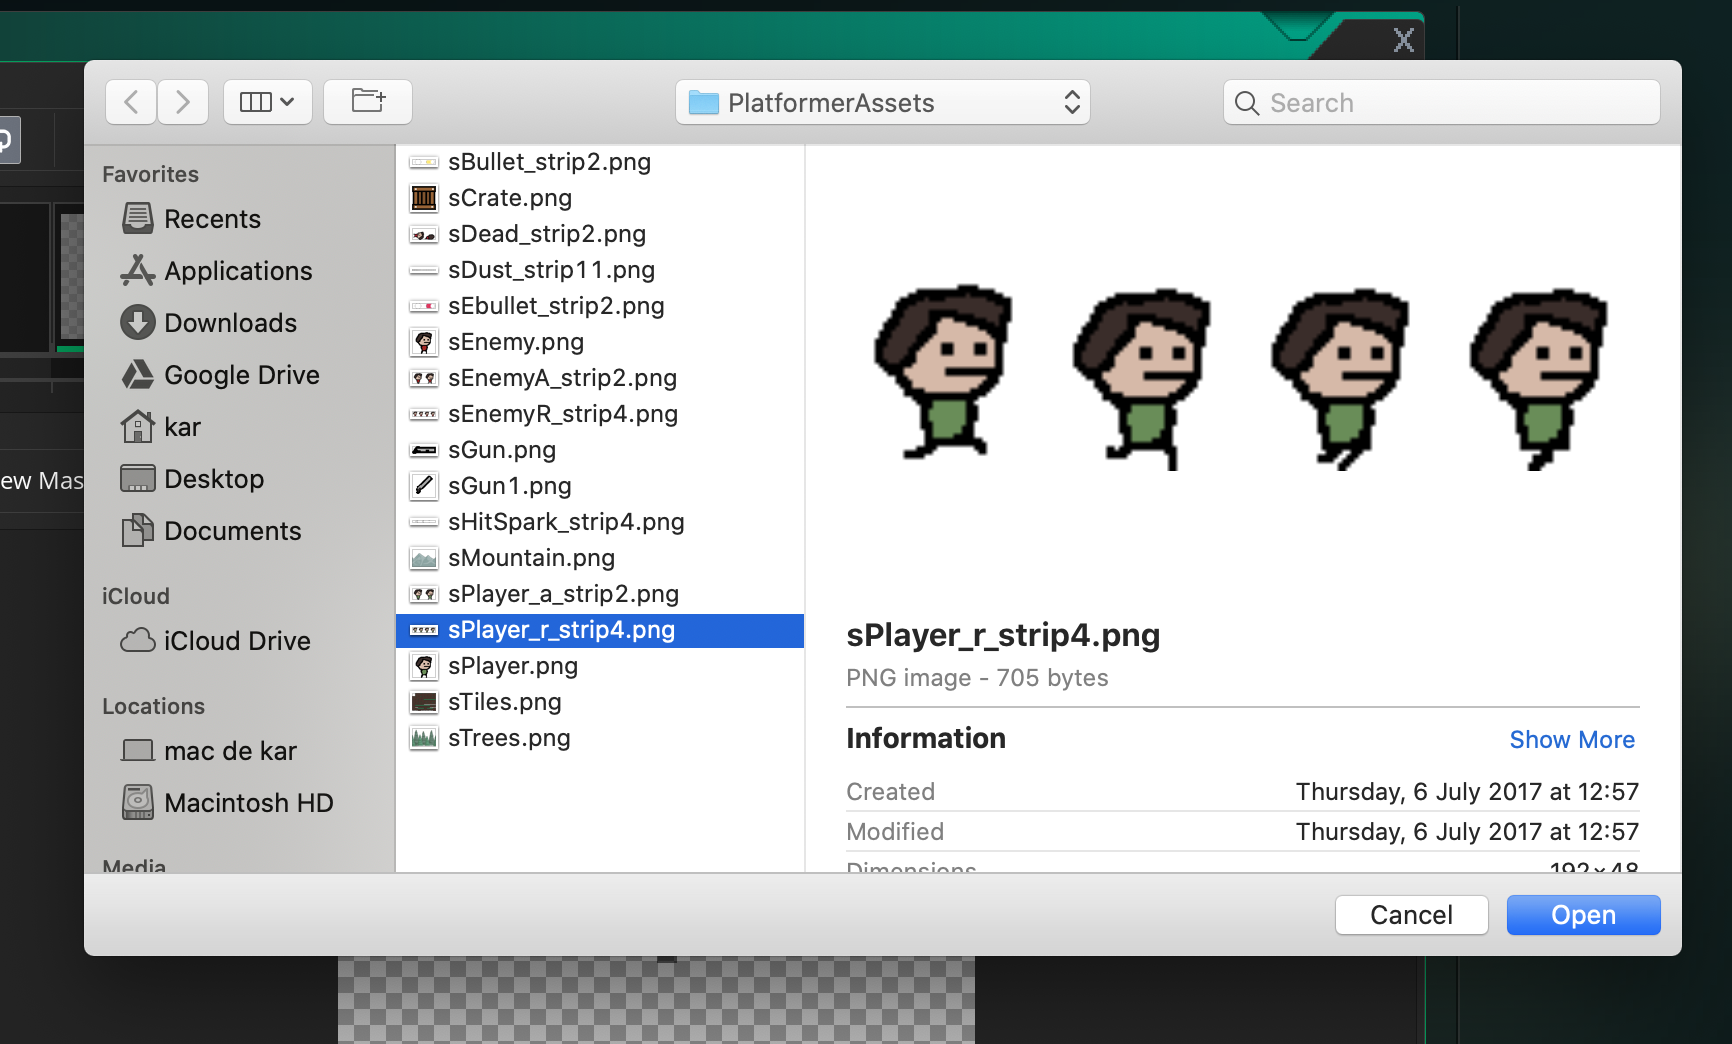 X
PlatformerAssets
Search
Favorites
Recents
Applications
Downloads
Google Drive
kar
Desktop
Documents
iCloud
iCloud Drive
Locations
mac de kar
Macintosh HD
Media
ew Mas
sBullet_strip2.png
sCrate.png
sDead_strip2.png
sDust_strip11.png
sEbullet_strip2.png
sEnemy.png
sEnemyA_strip2.png
sEnemyR_strip4.png
sGun.png
sGun1.png
sHitSpark_strip4.png
sMountain.png
sPlayer_a_strip2.png
sPlayer_r_strip4.png
sPlayer.png
sTiles.png
sTrees.png
sPlayer_r_strip4.png
PNG image - 705 bytes
Information Show More
Created Thursday, 6 July 2017 at 12:57
Modified Thursday, 6 July 2017 at 12:57
Dimensions 192×48
Cancel Open